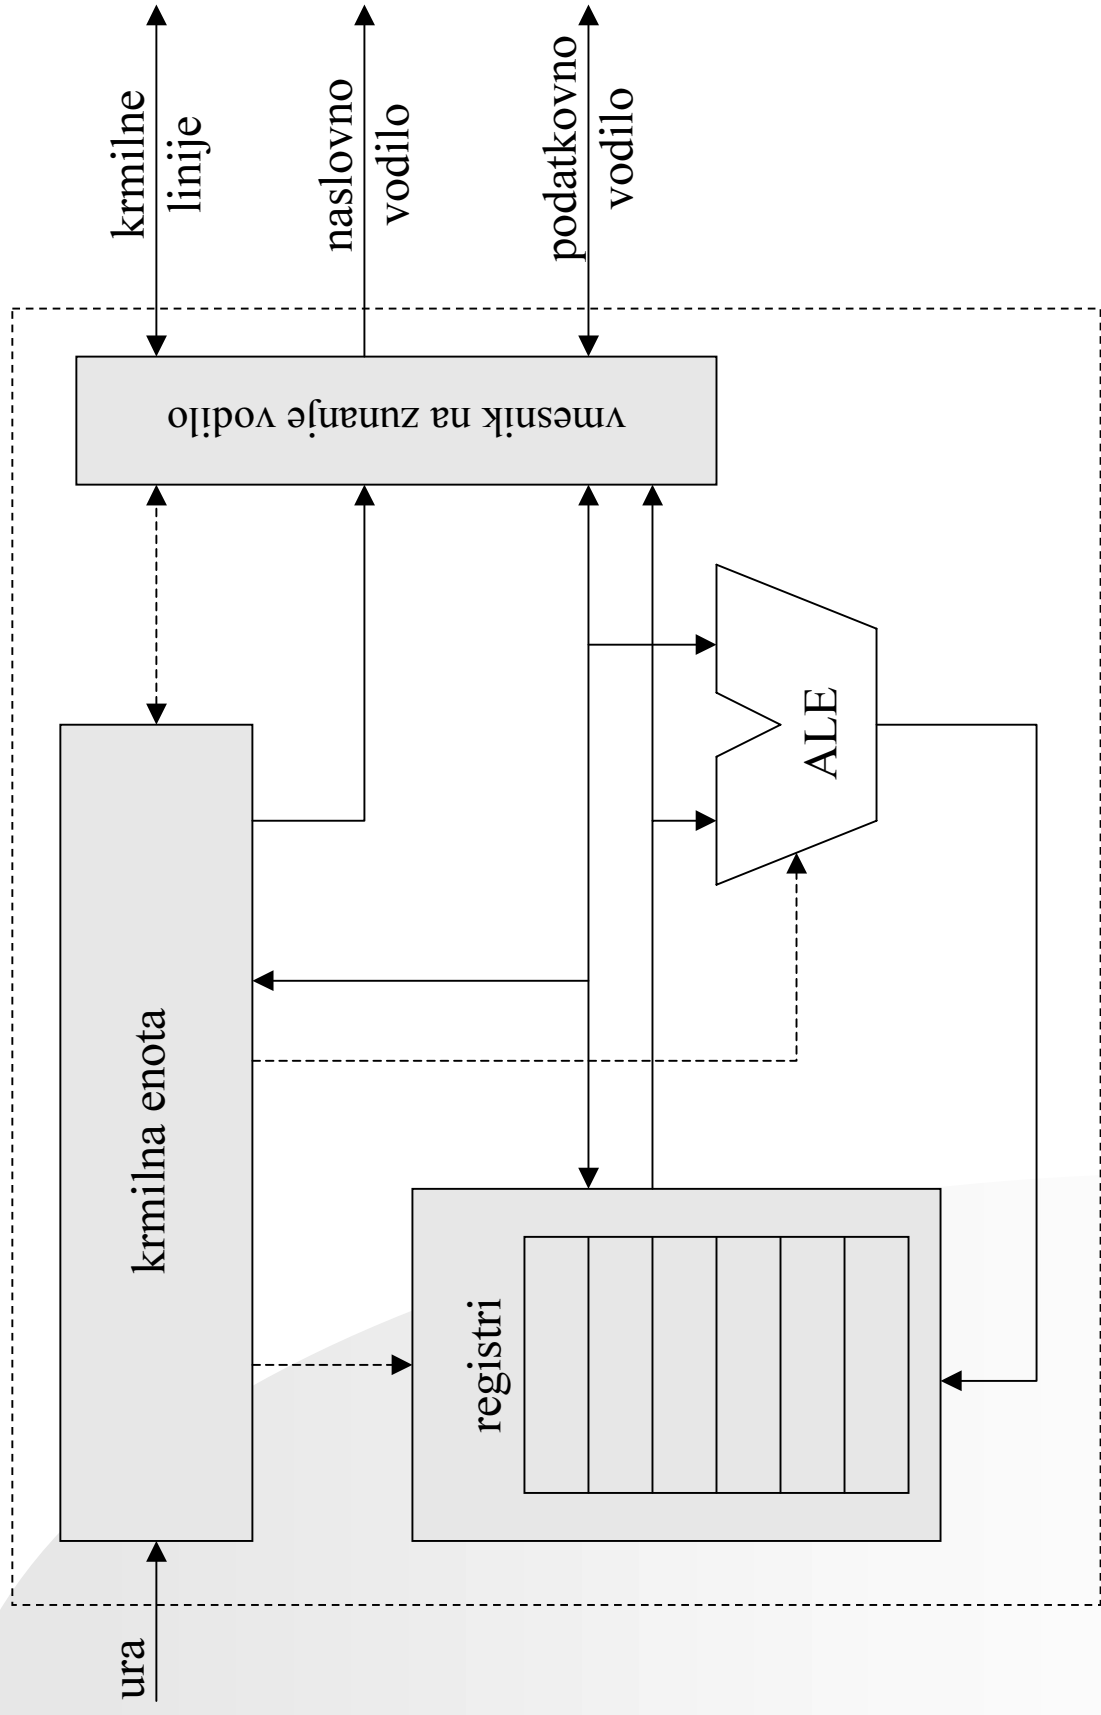 ura
krmilna enota
registri
ALE
vmesnik na zunanje vodilo
krmilne
linije
naslovno
vodilo
podatkovno
vodilo